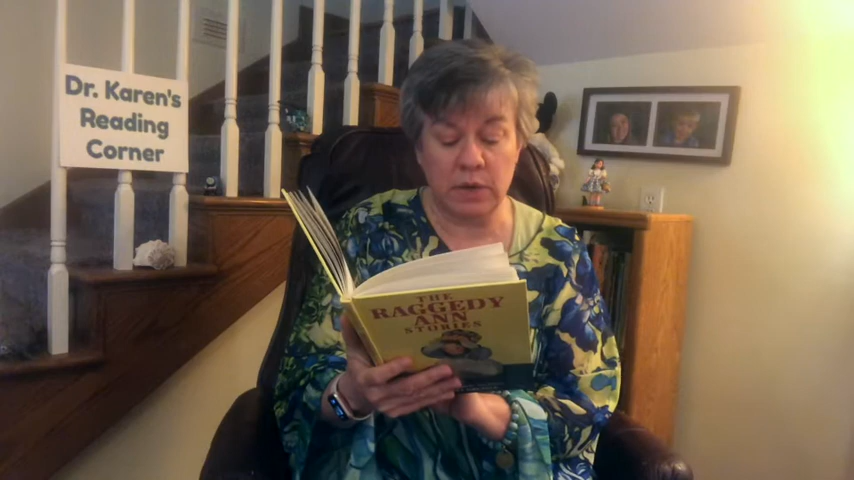 Dr. Karen's
Reading
Corner
THE
RAGGEDY
ANN
STORIES